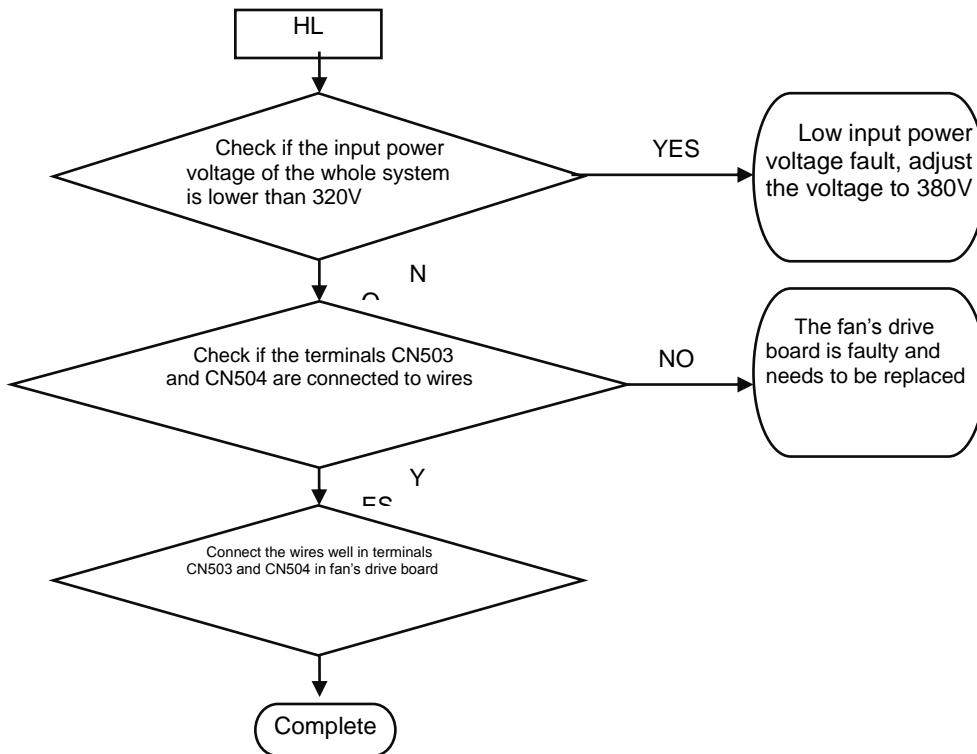 HL
Check if the input power
voltage of the whole system
is lower than 320V
YES
Low input power
voltage fault, adjust
the voltage to 380V
N
O
Check if the terminals CN503
and CN504 are connected to wires
NO
The fan's drive
board is faulty and
needs to be replaced
Y
ES
Connect the wires well in terminals
CN503 and CN504 in fan's drive board
Complete